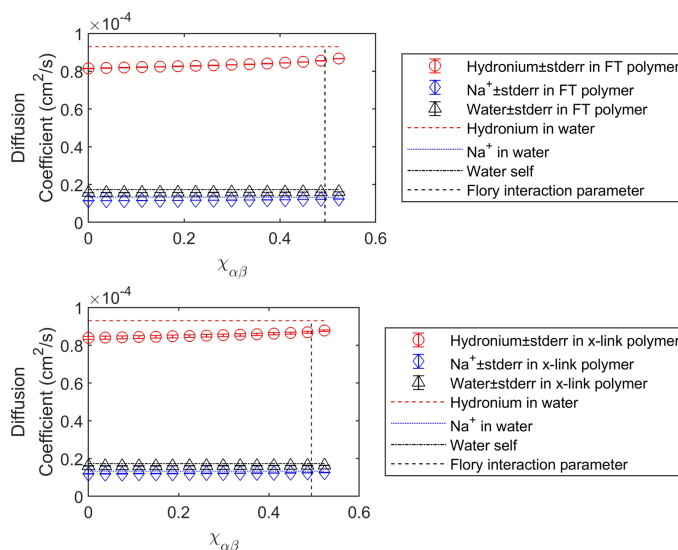 ×10⁻⁴
1
0.8
0.6
0.4
0.2
0
0
0.2
0.4
0.6
Diffusion
Coefficient (cm²/s)
χαβ
Hydronium±stderr in FT polymer
Na⁺±stderr in FT polymer
Water±stderr in FT polymer
Hydronium in water
Na⁺ in water
Water self
Flory interaction parameter
×10⁻⁴
1
0.8
0.6
0.4
0.2
0
0
0.2
0.4
0.6
Diffusion
Coefficient (cm²/s)
χαβ
Hydronium±stderr in x-link polymer
Na⁺±stderr in x-link polymer
Water±stderr in x-link polymer
Hydronium in water
Na⁺ in water
Water self
Flory interaction parameter